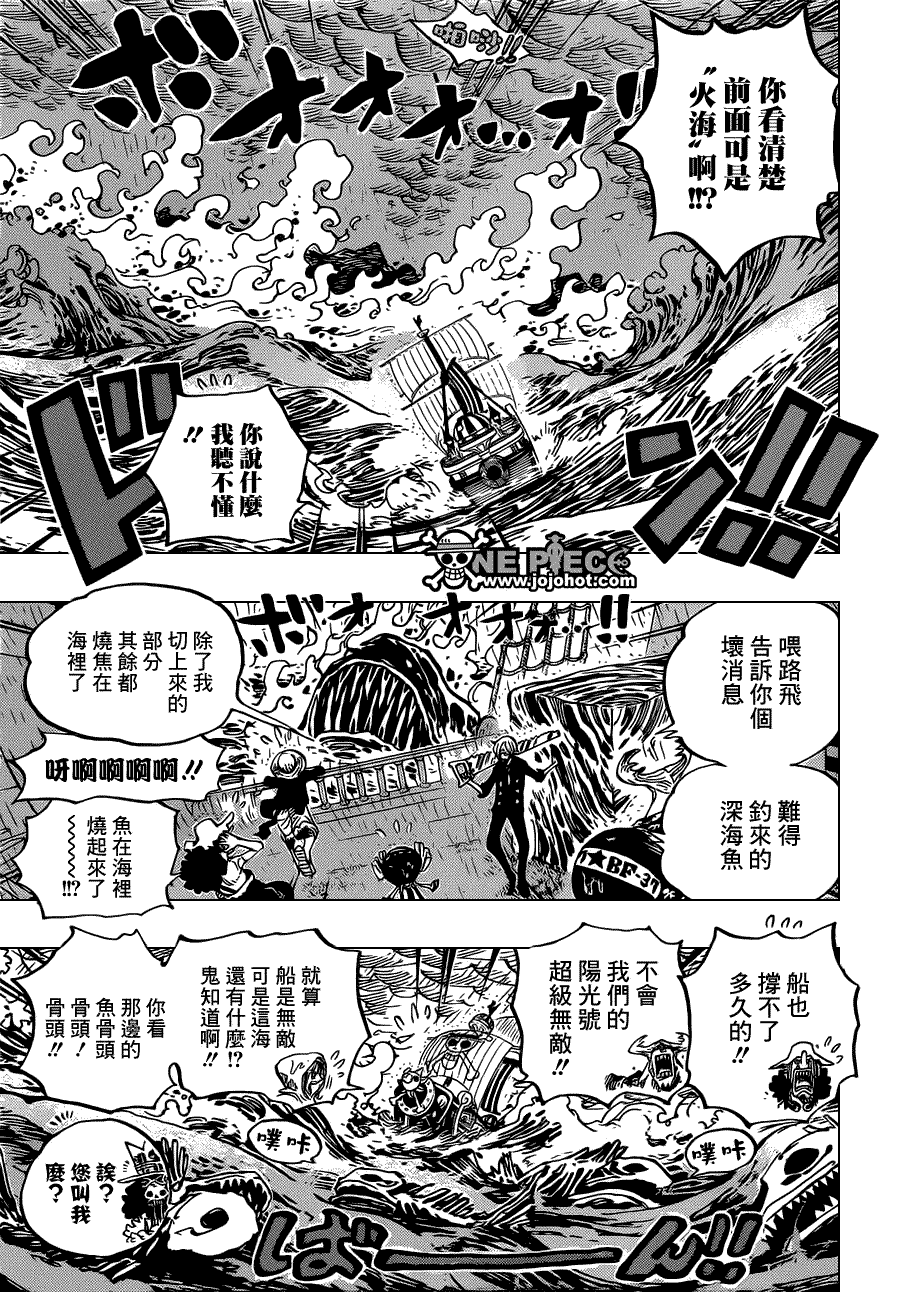 你看清楚
前面可是
〝火海〞啊!!!?
啪吵!!
ボオオオ…オォ!!
你說什麼
我聽不懂
!!
ドーン!!
ONE PIECE
www.jojohot.com
喂路飛
告訴你個
壞消息
難得
釣來的
深海魚
ボオオオオ…!!
除了我
切上來的
部分
其餘都
燒焦在
海裡了
呀啊啊啊啊!!
魚在海裡
燒起來了
~~~~!!?
★BF-37
船也
撐不了
多久的!!
不會
我們的
陽光號
超級無敵!!
就算
船是無敵
可是這海
還有什麼!?
鬼知道啊!!
你看
那邊的
魚骨頭
骨頭!
骨頭!!
噗咔
噗咔
誒?
您叫我
麼?
ばーん!!